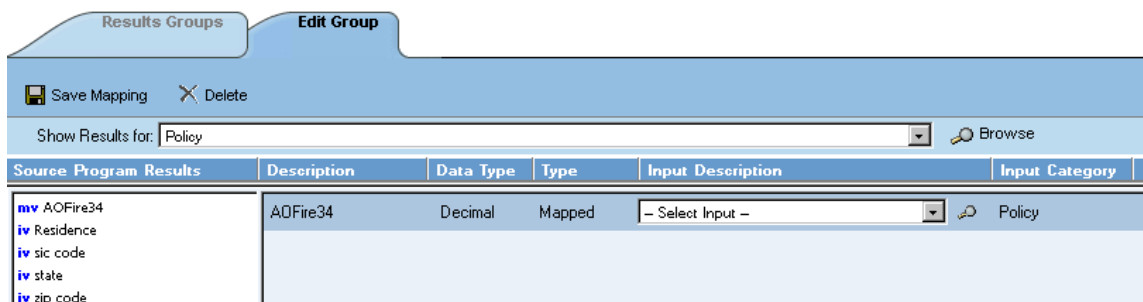 Results Groups Edit Group
Save Mapping Delete
Show Results for: Policy Browse
Source Program Results Description Data Type Type Input Description Input Category
mv AOFire34 AOFire34 Decimal Mapped – Select Input – Policy
iv Residence
iv sic code
iv state
iv zip code